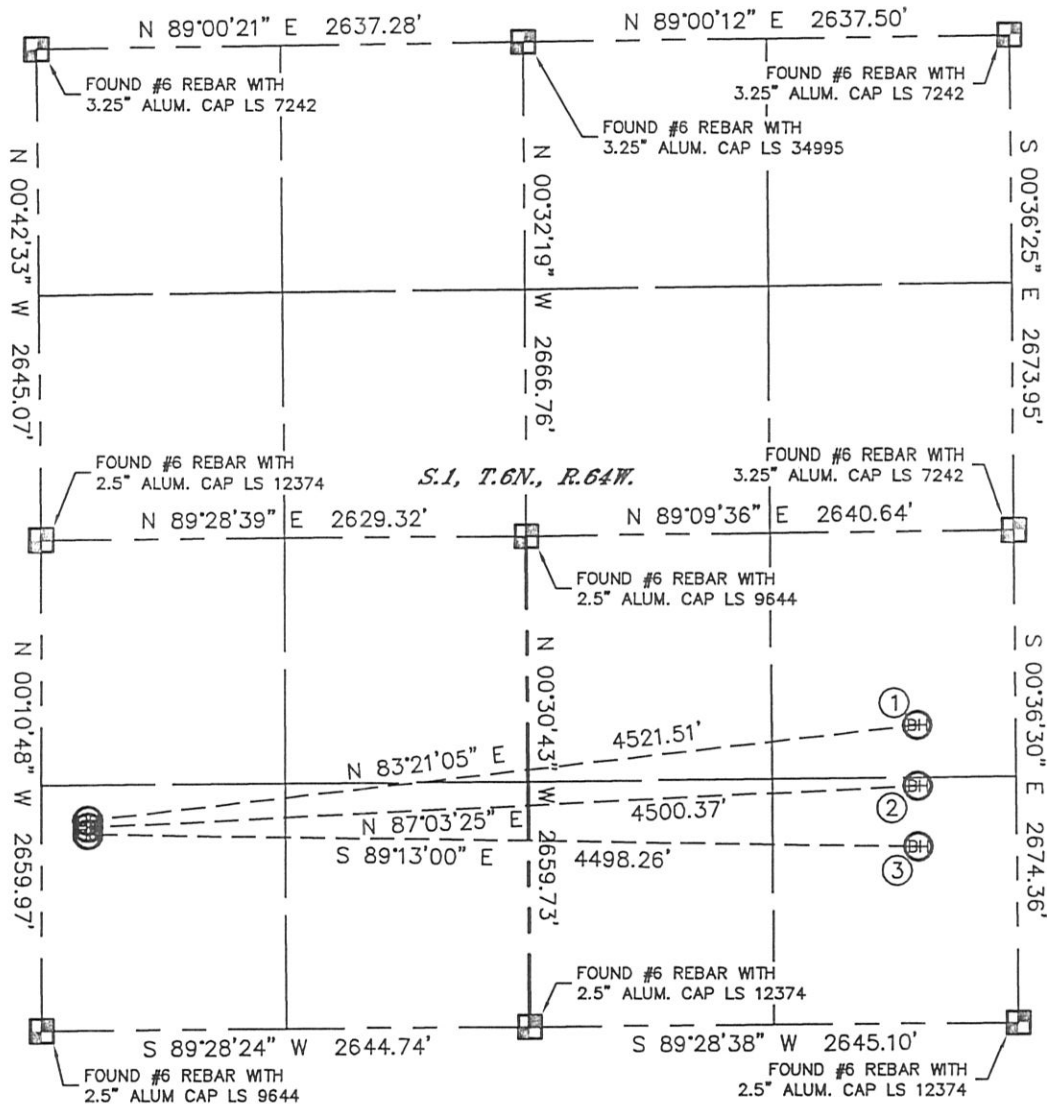 N 89°00'21" E 2637.28'
N 89°00'12" E 2637.50'
FOUND #6 REBAR WITH
3.25" ALUM. CAP LS 7242
FOUND #6 REBAR WITH
3.25" ALUM. CAP LS 34995
FOUND #6 REBAR WITH
3.25" ALUM. CAP LS 7242
N 00°42'33" W 2645.07'
N 00°32'19" W 2666.76'
S 00°36'25" E 2673.95'
FOUND #6 REBAR WITH
2.5" ALUM. CAP LS 12374
S.1, T.6N., R.64W.
FOUND #6 REBAR WITH
3.25" ALUM. CAP LS 7242
N 89°28'39" E 2629.32'
N 89°09'36" E 2640.64'
FOUND #6 REBAR WITH
2.5" ALUM. CAP LS 9644
N 00°10'48" W 2659.97'
N 00°30'43" W 2659.73'
S 00°36'30" E 2674.36'
1
BH
N 83°21'05" E 4521.51'
BH
2
N 87°03'25" E 4500.37'
BH
3
S 89°13'00" E 4498.26'
FOUND #6 REBAR WITH
2.5" ALUM. CAP LS 12374
S 89°28'24" W 2644.74'
S 89°28'38" W 2645.10'
FOUND #6 REBAR WITH
2.5" ALUM CAP LS 9644
FOUND #6 REBAR WITH
2.5" ALUM. CAP LS 12374